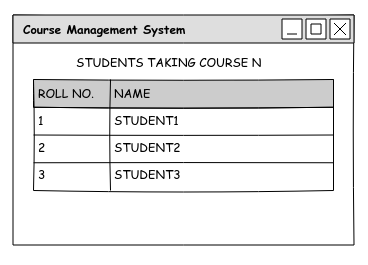 Course Management System
STUDENTS TAKING COURSE N
ROLL NO. NAME
1 STUDENT1
2 STUDENT2
3 STUDENT3